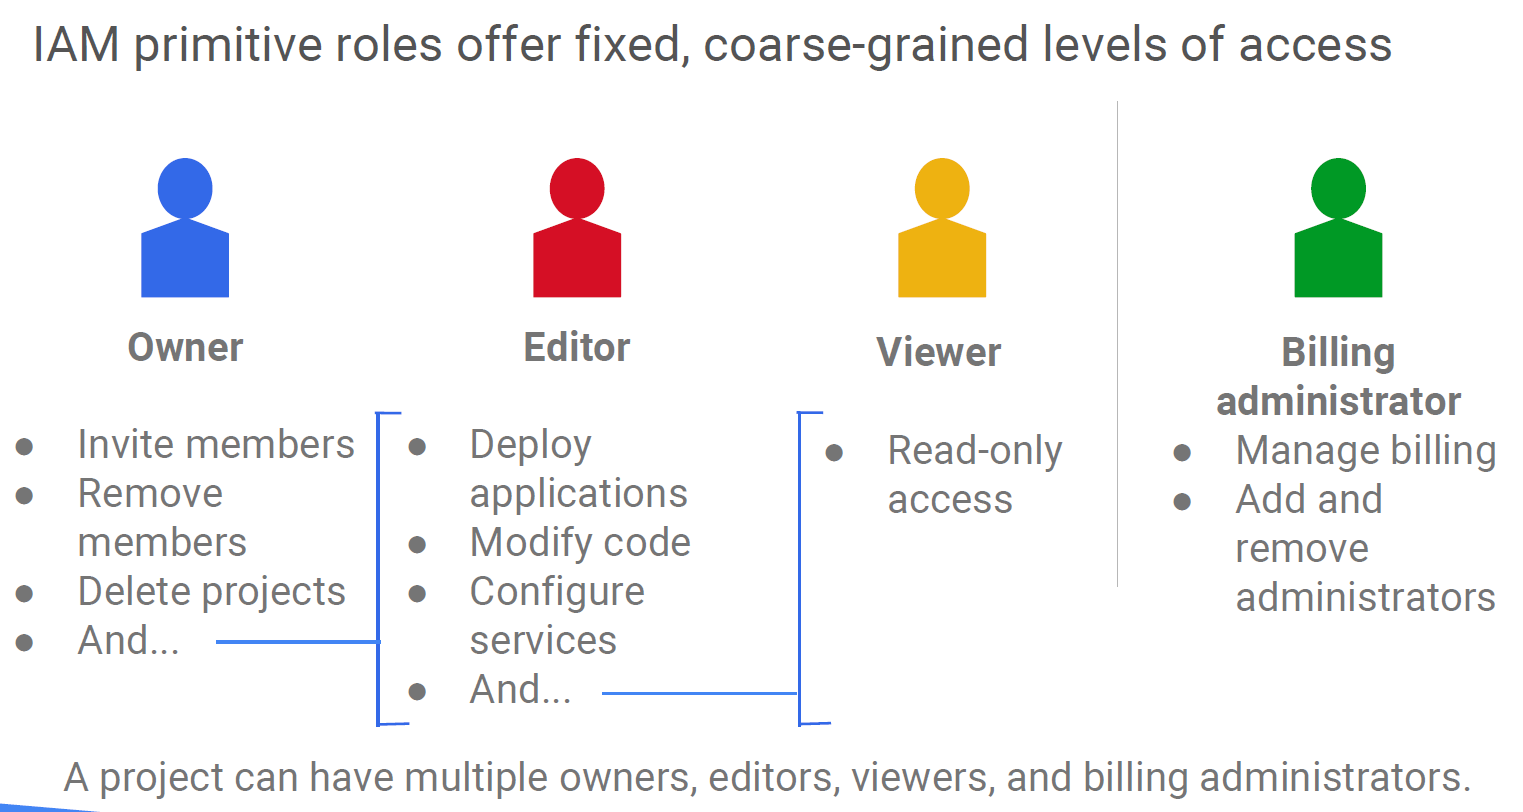 IAM primitive roles offer fixed, coarse-grained levels of access
Owner
● Invite members
● Remove
members
● Delete projects
● And...
Editor
● Deploy
applications
● Modify code
● Configure
services
● And...
Viewer
● Read-only
access
Billing
administrator
● Manage billing
● Add and
remove
administrators
A project can have multiple owners, editors, viewers, and billing administrators.